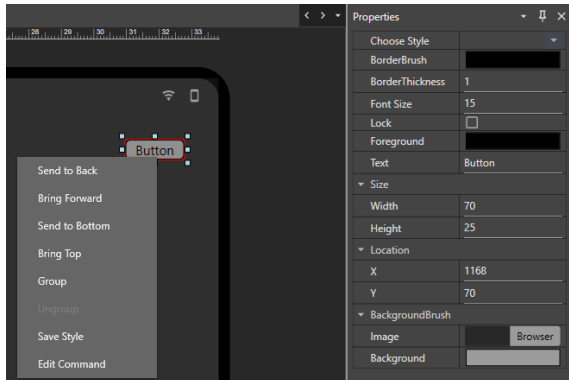 Properties
28 29 30 31 32 33
Button
Send to Back
Bring Forward
Send to Bottom
Bring Top
Group
Ungroup
Save Style
Edit Command
Choose Style
BorderBrush
BorderThickness 1
Font Size 15
Lock
Foreground
Text Button
Size
Width 70
Height 25
Location
X 1168
Y 70
BackgroundBrush
Image Browser
Background